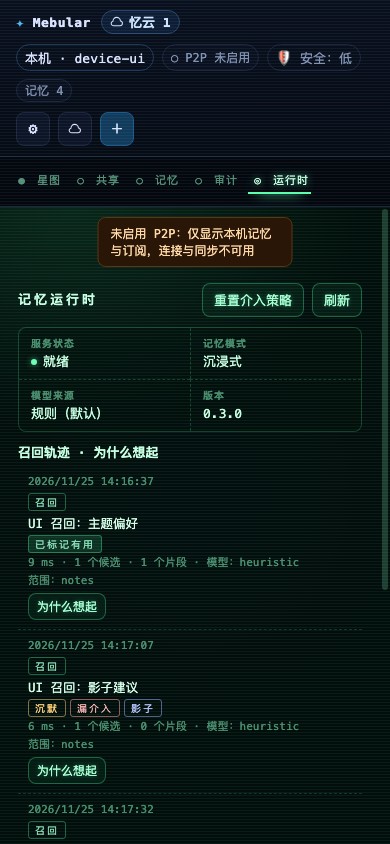 Mebular 忆云 1
本机 · device-ui P2P 未启用 安全: 低
记忆 4
+
星图 共享 记忆 审计 运行时
未启用 P2P: 仅显示本机记忆
与订阅, 连接与同步不可用
记忆运行时 重置介入策略 刷新
服务状态 记忆模式
就绪 沉浸式
模型来源 版本
规则 (默认) 0.3.0
召回轨迹 · 为什么想起
2026/11/25 14:16:37
召回
UI 召回: 主题偏好
已标记有用
9 ms · 1 个候选 · 1 个片段 · 模型: heuristic
范围: notes
为什么想起
2026/11/25 14:17:07
召回
UI 召回: 影子建议
沉默 漏介入 影子
6 ms · 1 个候选 · 0 个片段 · 模型: heuristic
范围: notes
为什么想起
2026/11/25 14:17:32
召回